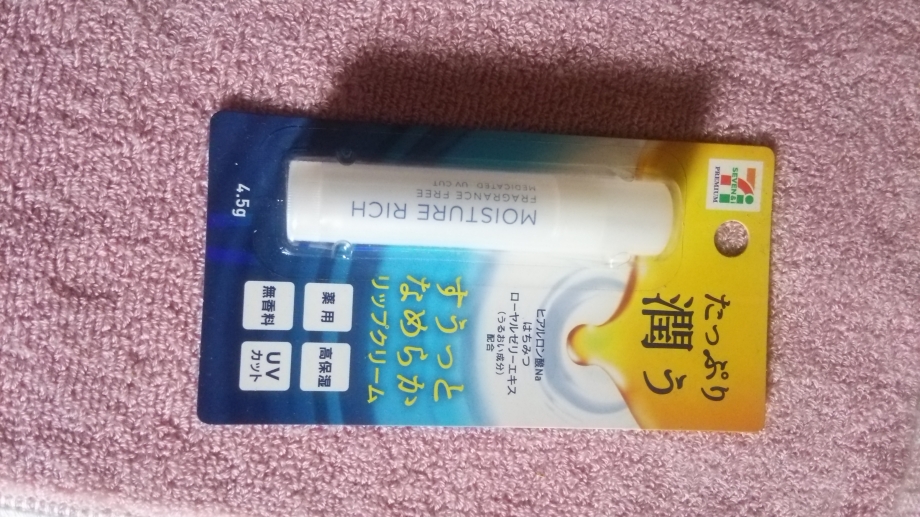 SEVEN&i
PREMIUM
たっぷり
潤う
ヒアルロン酸Na
はちみつ
ローヤルゼリーエキス
(うるおい成分)
配合
すぅっと
なめらか
リップクリーム
薬用
高保湿
無香料
UV
カット
4.5g
MOISTURE RICH
FRAGRANCE FREE
MEDICATED UV CUT